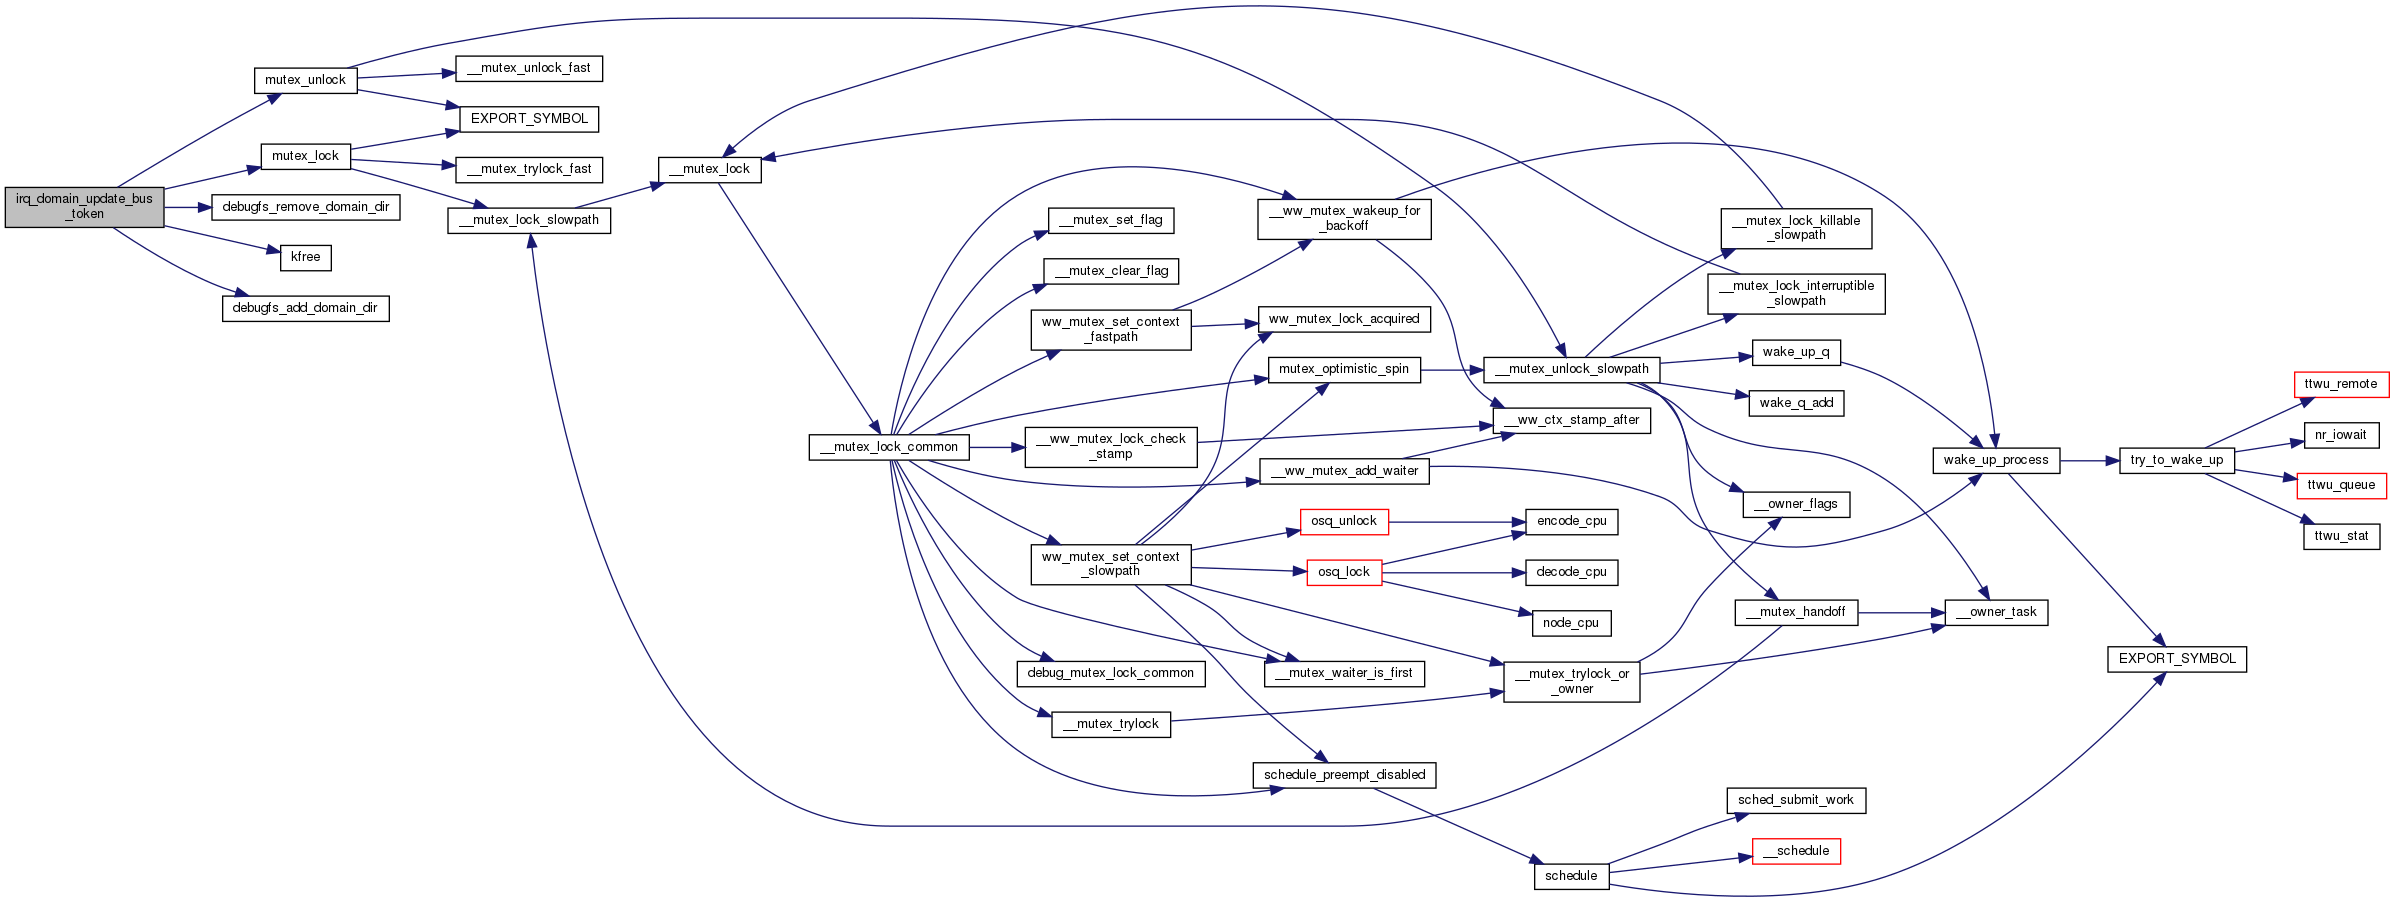 irq_domain_update_bus
_token
mutex_unlock
mutex_lock
debugfs_remove_domain_dir
kfree
debugfs_add_domain_dir
__mutex_unlock_fast
EXPORT_SYMBOL
__mutex_trylock_fast
__mutex_lock_slowpath
__mutex_lock
__mutex_lock_common
__mutex_set_flag
__mutex_clear_flag
ww_mutex_set_context
_fastpath
__ww_mutex_lock_check
_stamp
ww_mutex_set_context
_slowpath
debug_mutex_lock_common
__mutex_trylock
__ww_mutex_wakeup_for
_backoff
ww_mutex_lock_acquired
mutex_optimistic_spin
__ww_mutex_add_waiter
osq_unlock
osq_lock
__mutex_waiter_is_first
schedule_preempt_disabled
__mutex_unlock_slowpath
__ww_ctx_stamp_after
encode_cpu
decode_cpu
node_cpu
__mutex_trylock_or
_owner
schedule
__mutex_lock_killable
_slowpath
__mutex_lock_interruptible
_slowpath
wake_up_q
wake_q_add
__owner_flags
__mutex_handoff
sched_submit_work
__schedule
wake_up_process
__owner_task
try_to_wake_up
EXPORT_SYMBOL
ttwu_remote
nr_iowait
ttwu_queue
ttwu_stat